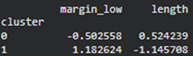 margin_low length
cluster
0 -0.502558 0.524239
1 1.182624 -1.145708